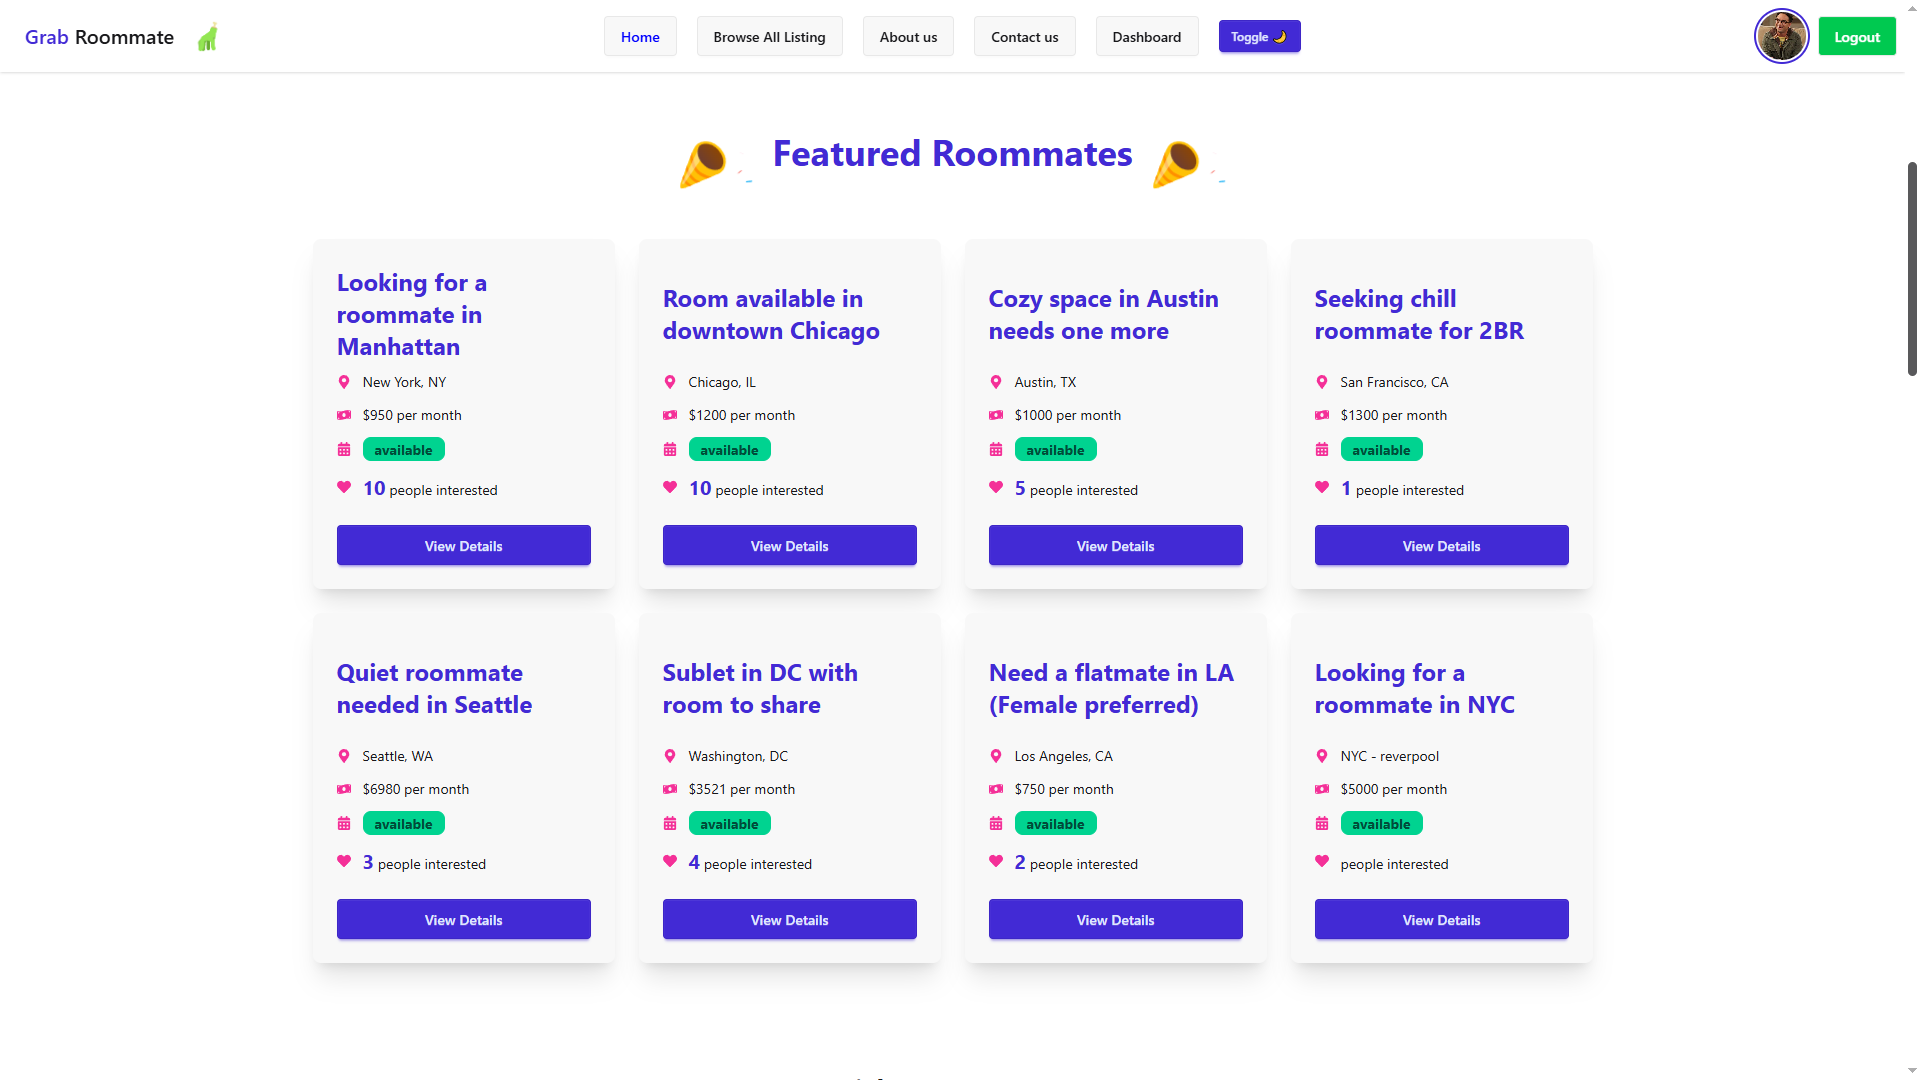 Grab Roommate
Home
Browse All Listing
About us
Contact us
Dashboard
Toggle 🌙
Logout
Featured Roommates
Looking for a
roommate in
Manhattan
New York, NY
$950 per month
available
10 people interested
View Details
Room available in
downtown Chicago
Chicago, IL
$1200 per month
available
10 people interested
View Details
Cozy space in Austin
needs one more
Austin, TX
$1000 per month
available
5 people interested
View Details
Seeking chill
roommate for 2BR
San Francisco, CA
$1300 per month
available
1 people interested
View Details
Quiet roommate
needed in Seattle
Seattle, WA
$6980 per month
available
3 people interested
View Details
Sublet in DC with
room to share
Washington, DC
$3521 per month
available
4 people interested
View Details
Need a flatmate in LA
(Female preferred)
Los Angeles, CA
$750 per month
available
2 people interested
View Details
Looking for a
roommate in NYC
NYC - reverpool
$5000 per month
available
people interested
View Details